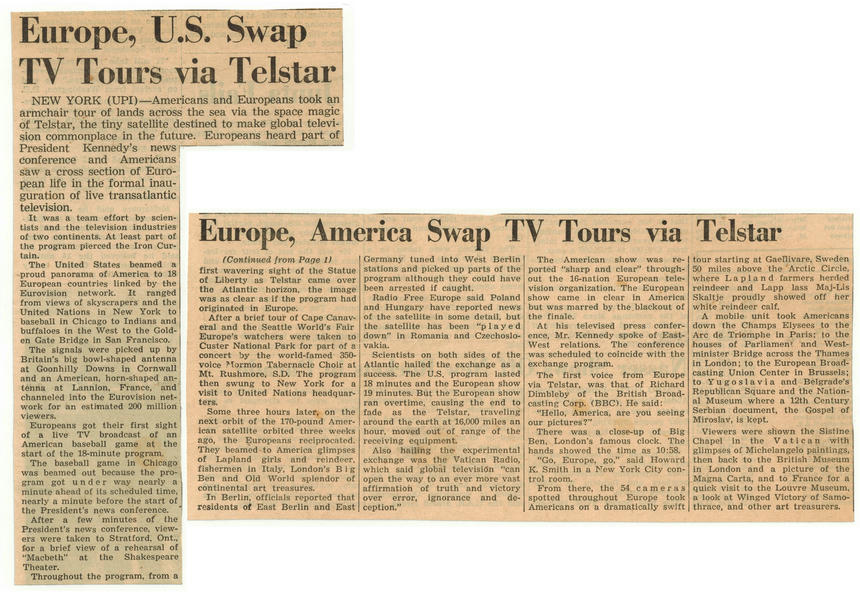 Europe, U.S. Swap
TV Tours via Telstar
NEW YORK (UPI)—Americans and Europeans took an
armchair tour of lands across the sea via the space magic
of Telstar, the tiny satellite destined to make global televi-
sion commonplace in the future. Europeans heard part of
President Kennedy's news
conference and Americans
saw a cross section of Euro-
pean life in the formal inau-
guration of live transatlantic
television.
It was a team effort by scien-
tists and the television industries
of two continents. At least part of
the program pierced the Iron Cur-
tain.
The United States beamed a
proud panorama of America to 18
European countries linked by the
Eurovision network. It ranged
from views of skyscrapers and the
United Nations in New York to
baseball in Chicago to Indians and
buffaloes in the West to the Gold-
en Gate Bridge in San Francisco.
The signals were picked up by
Britain's big bowl-shaped antenna
at Goonhilly Downs in Cornwall
and an American, horn-shaped an-
tenna at Lannion, France, and
channeled into the Eurovision net-
work for an estimated 200 million
viewers.
Europeans got their first sight
of a live TV broadcast of an
American baseball game at the
start of the 18-minute program.
The baseball game in Chicago
was beamed out because the pro-
gram got under way nearly a
minute ahead of its scheduled time,
nearly a minute before the start of
the President's news conference.
After a few minutes of the
President's news conference, view-
ers were taken to Stratford, Ont.,
for a brief view of a rehearsal of
"Macbeth" at the Shakespeare
Theater.
Throughout the program, from a
Europe, America Swap TV Tours via Telstar
(Continued from Page 1)
first wavering sight of the Statue
of Liberty as Telstar came over
the Atlantic horizon, the image
was as clear as if the program had
originated in Europe.
After a brief tour of Cape Canav-
eral and the Seattle World's Fair
Europe's watchers were taken to
Custer National Park for part of a
concert by the world-famed 350-
voice Mormon Tabernacle Choir at
Mt. Rushmore, S.D. The program
then swung to New York for a
visit to United Nations headquar-
ters.
Some three hours later, on the
next orbit of the 170-pound Amer-
ican satellite orbited three weeks
ago, the Europeans reciprocated.
They beamed to America glimpses
of Lapland girls and reindeer,
fishermen in Italy, London's Big
Ben and Old World splendor of
continental art treasures.
In Berlin, officials reported that
residents of East Berlin and East
Germany tuned into West Berlin
stations and picked up parts of the
program although they could have
been arrested if caught.
Radio Free Europe said Poland
and Hungary have reported news
of the satellite in some detail, but
the satellite has been "played
down" in Romania and Czechoslo-
vakia.
Scientists on both sides of the
Atlantic hailed the exchange as a
success. The U.S. program lasted
18 minutes and the European show
19 minutes. But the European show
ran overtime, causing the end to
fade as the Telstar, traveling
around the earth at 16,000 miles an
hour, moved out of range of the
receiving equipment.
Also hailing the experimental
exchange was the Vatican Radio,
which said global television "can
open the way to an ever more vast
affirmation of truth and victory
over error, ignorance and de-
ception."
The American show was re-
ported "sharp and clear" through-
out the 16-nation European tele-
vision organization. The European
show came in clear in America
but was marred by the blackout of
the finale.
At his televised press confer-
ence, Mr. Kennedy spoke of East-
West relations. The conference
was scheduled to coincide with the
exchange program.
The first voice from Europe
via Telstar, was that of Richard
Dimbleby of the British Broad-
casting Corp. (BBC). He said:
"Hello, America, are you seeing
our pictures?"
There was a close-up of Big
Ben, London's famous clock. The
hands showed the time as 10:58.
"Go, Europe, go," said Howard
K. Smith in a New York City con-
trol room.
From there, the 54 cameras
spotted throughout Europe took
Americans on a dramatically swift
tour starting at Gaellivare, Sweden
50 miles above the Arctic Circle,
where Lapland farmers herded
reindeer and Lapp lass Maj-Lis
Skaltje proudly showed off her
white reindeer calf.
A mobile unit took Americans
down the Champs Elysees to the
Arc de Triomphe in Paris; to the
houses of Parliament and West-
minister Bridge across the Thames
in London; to the European Broad-
casting Union Center in Brussels;
to Yugoslavia and Belgrade's
Republican Square and the Nation-
al Museum where a 12th Century
Serbian document, the Gospel of
Miroslav, is kept.
Viewers were shown the Sistine
Chapel in the Vatican with
glimpses of Michelangelo paintings,
then back to the British Museum
in London and a picture of the
Magna Carta, and to France for a
quick visit to the Louvre Museum,
a look at Winged Victory of Samo-
thrace, and other art treasurers.